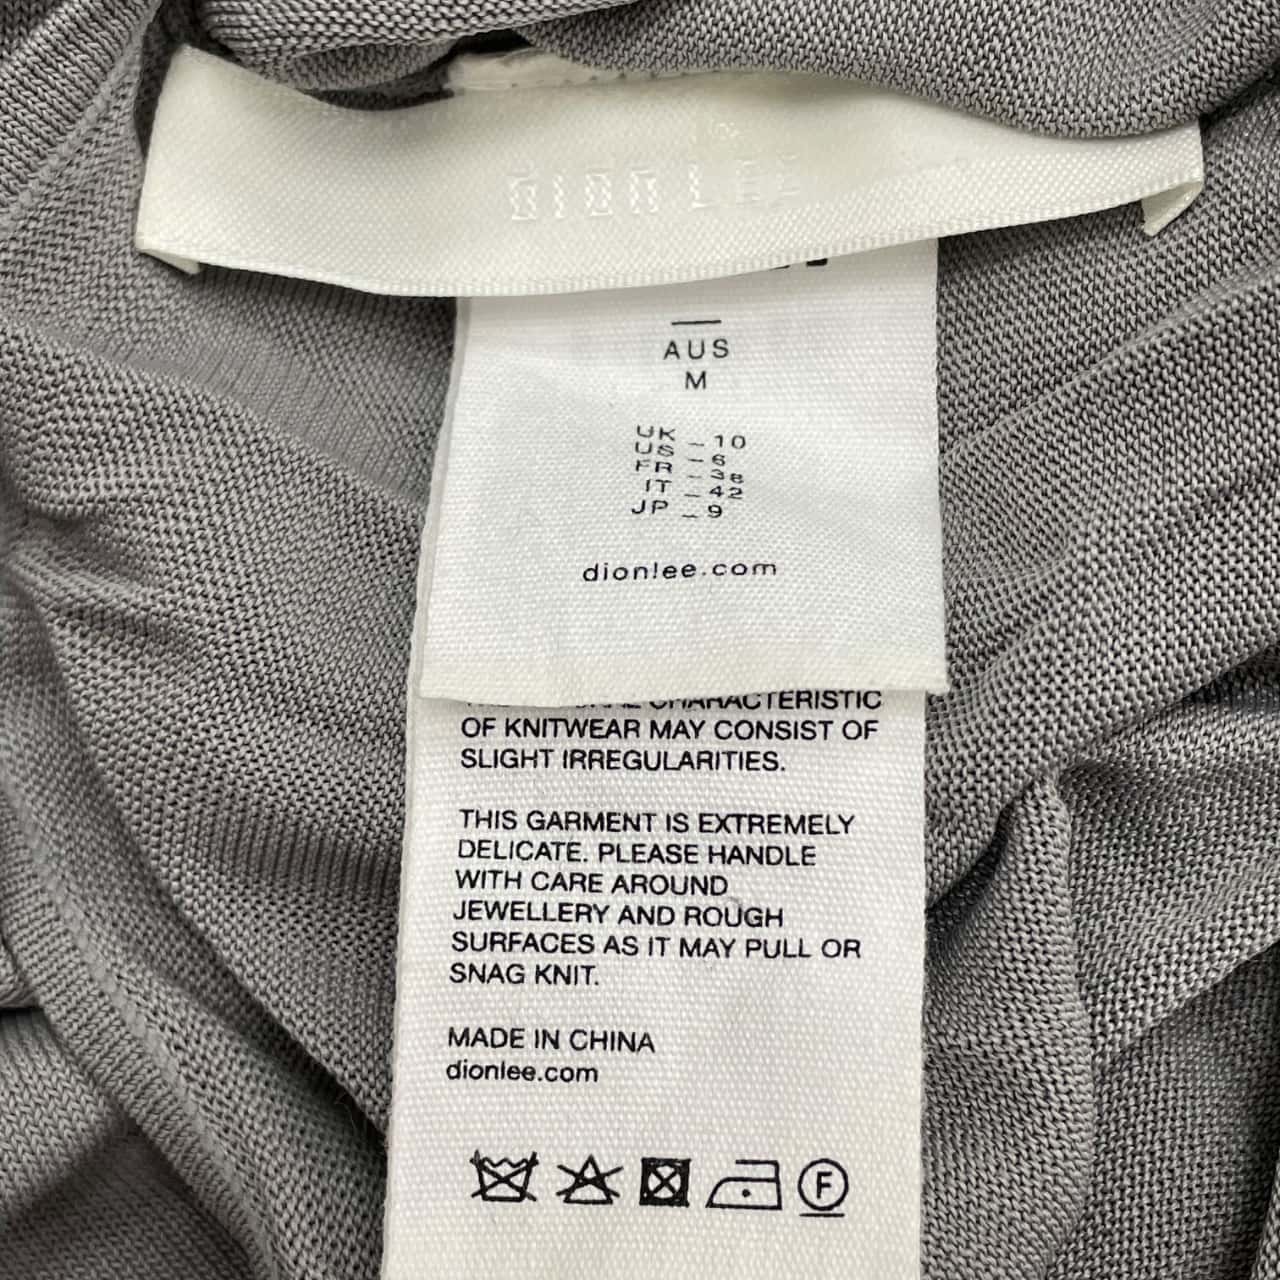 DION LEE
AUS
M
UK – 10
US – 6
FR – 38
IT – 42
JP – 9
dionlee.com
CHARACTERISTIC
OF KNITWEAR MAY CONSIST OF
SLIGHT IRREGULARITIES.
THIS GARMENT IS EXTREMELY
DELICATE. PLEASE HANDLE
WITH CARE AROUND
JEWELLERY AND ROUGH
SURFACES AS IT MAY PULL OR
SNAG KNIT.
MADE IN CHINA
dionlee.com
F